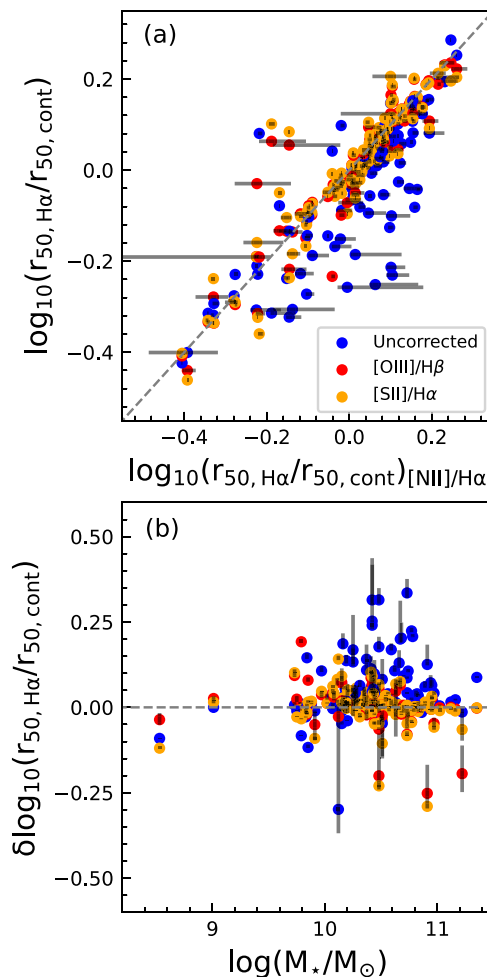 (a)
0.2
0.0
−0.2
−0.4
log₁₀(r₅₀,Hα/r₅₀,cont)
Uncorrected
[OIII]/Hβ
[SII]/Hα
−0.4 −0.2 0.0 0.2
log₁₀(r₅₀,Hα/r₅₀,cont)[NII]/Hα
(b)
0.50
0.25
0.00
−0.25
−0.50
δlog₁₀(r₅₀,Hα/r₅₀,cont)
9 10 11
log(M⋆/M⊙)